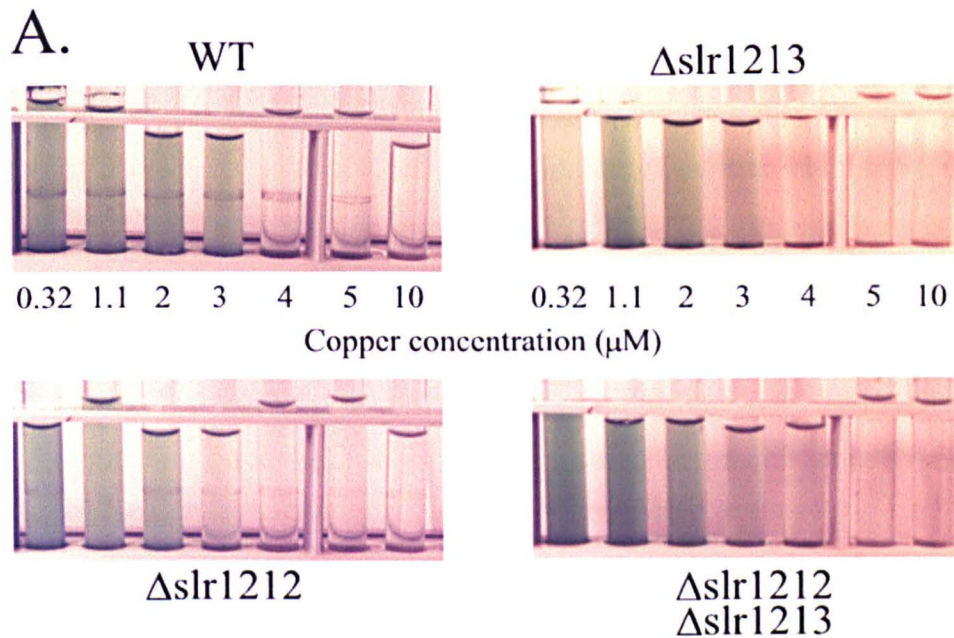 A.
WT
Δslr1213
0.32 1.1 2 3 4 5 10
0.32 1.1 2 3 4 5 10
Copper concentration (μM)
Δslr1212
Δslr1212
Δslr1213